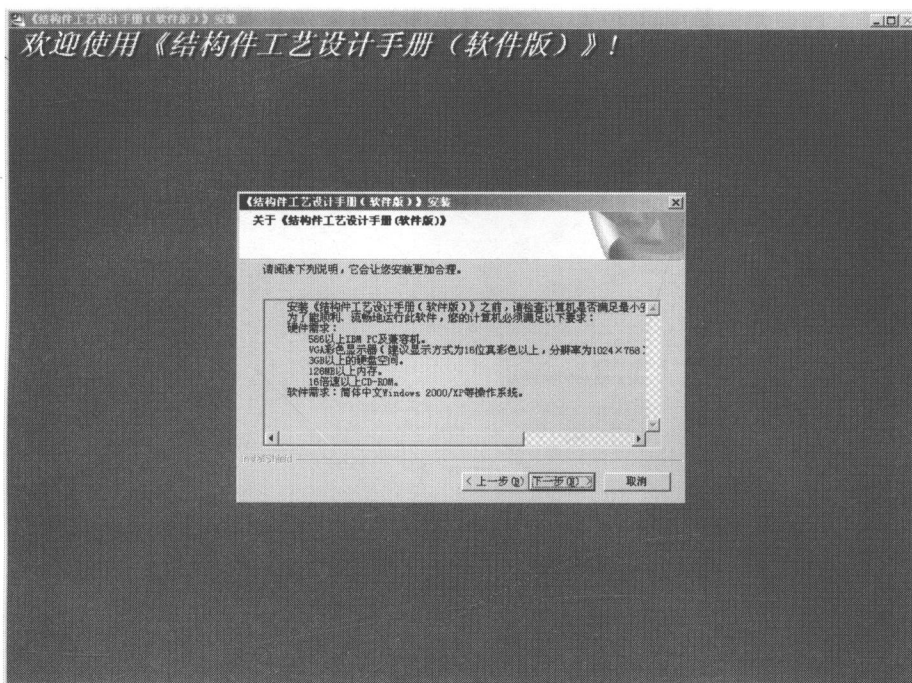 《结构件工艺设计手册(软件版)》安装
欢迎使用《结构件工艺设计手册(软件版)》!
《结构件工艺设计手册(软件版)》安装
关于《结构件工艺设计手册(软件版)》
请阅读下列说明,它会让您安装更加合理。
安装《结构件工艺设计手册(软件版)》之前,请检查计算机是否满足最小
为了能顺利、流畅地运行此软件,您的计算机必须满足以下要求:
硬件需求:
586以上IBM PC及兼容机。
VGA彩色显示器(建议显示方式为16位真彩色以上,分辨率为1024×768
3GB以上的硬盘空间。
128MB以上内存。
16倍速以上CD-ROM。
软件需求:简体中文Windows 2000/XP等操作系统。
InstallShield
<上一步(B) 下一步(N)> 取消